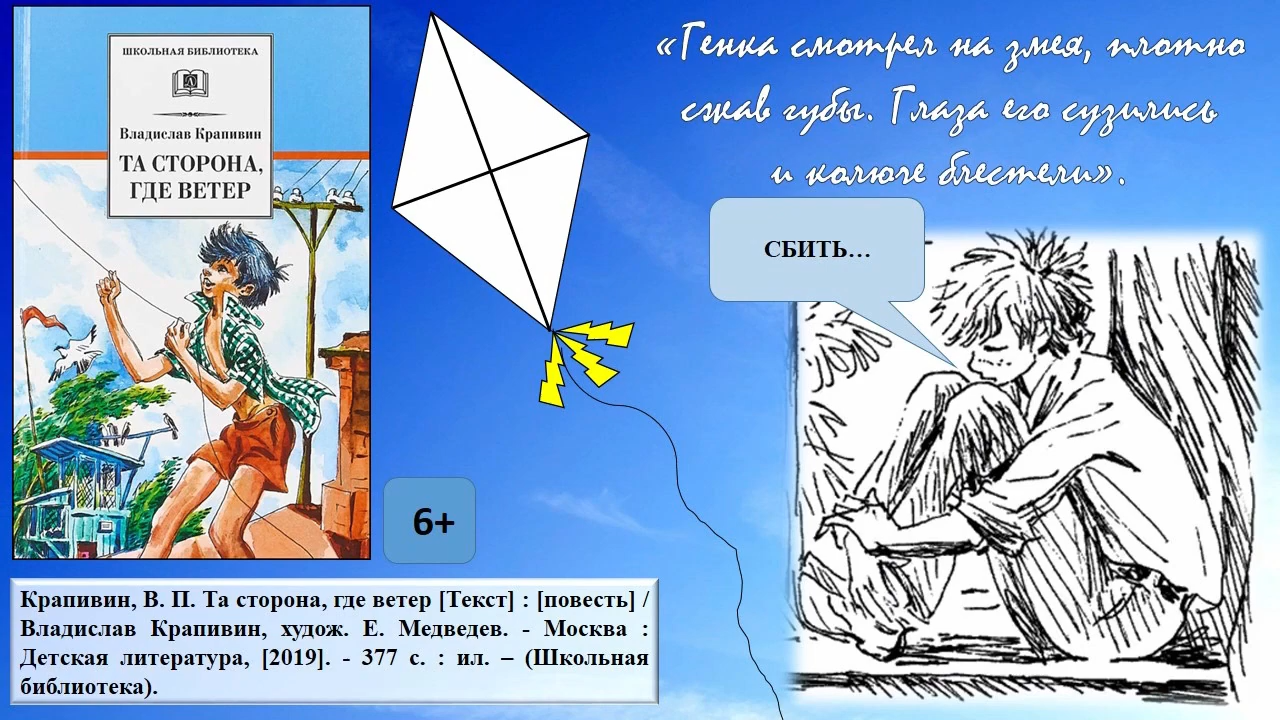 ШКОЛЬНАЯ БИБЛИОТЕКА
Владислав Крапивин
ТА СТОРОНА,
ГДЕ ВЕТЕР
«Генка смотрел на змея, плотно
сжав губы. Глаза его сузились
и колюче блестели».
СБИТЬ...
6+
Крапивин, В. П. Та сторона, где ветер [Текст] : [повесть] /
Владислав Крапивин, худож. Е. Медведев. - Москва :
Детская литература, [2019]. - 377 с. : ил. – (Школьная
библиотека).